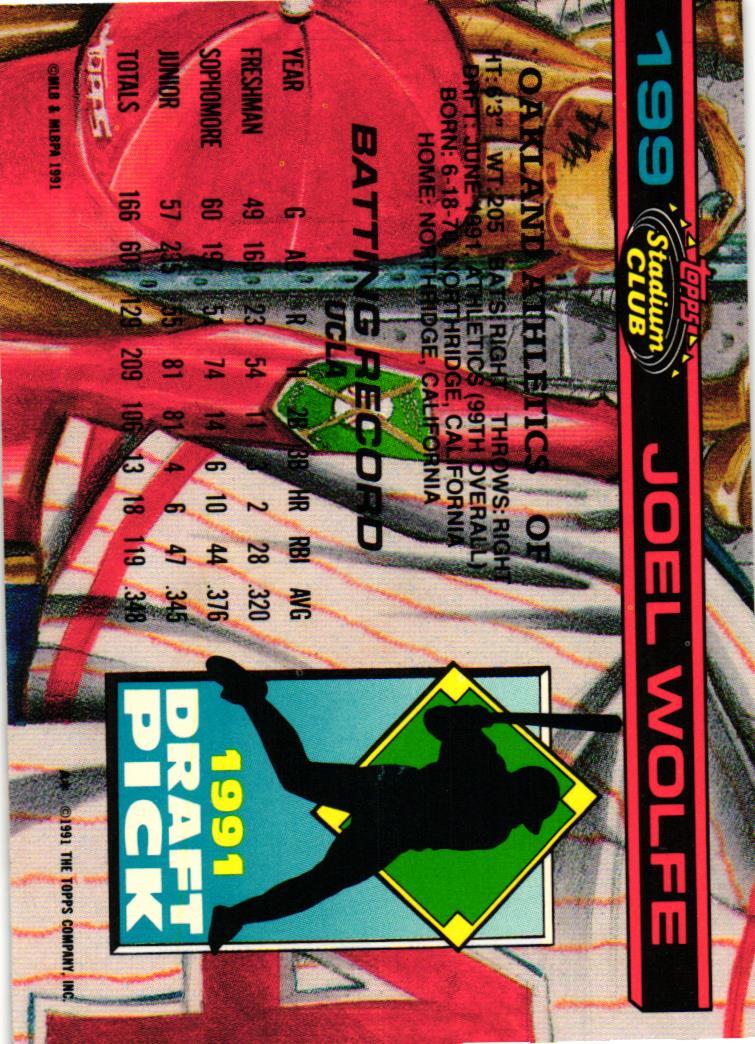 199
Topps
Stadium
CLUB
JOEL WOLFE
OAKLAND ATHLETICS OF
HT: 6'3" WT: 205 BATS: RIGHT THROWS: RIGHT
DRFT: JUNE 1991, ATHLETICS (99TH OVERALL)
BORN: 6-18-70, NORTHRIDGE, CALIFORNIA
HOME: NORTHRIDGE, CALIFORNIA
BATTING RECORD
UCLA
YEAR G AB R H 2B 3B HR RBI AVG
FRESHMAN 49 169 23 54 11 3 2 28 .320
SOPHOMORE 60 197 51 74 14 6 10 44 .376
JUNIOR 57 235 55 81 81 4 6 47 .345
TOTALS 166 601 129 209 106 13 18 119 .348
topps
©MLB & MLBPA 1991
1991
DRAFT
PICK
A* ©1991 THE TOPPS COMPANY, INC.